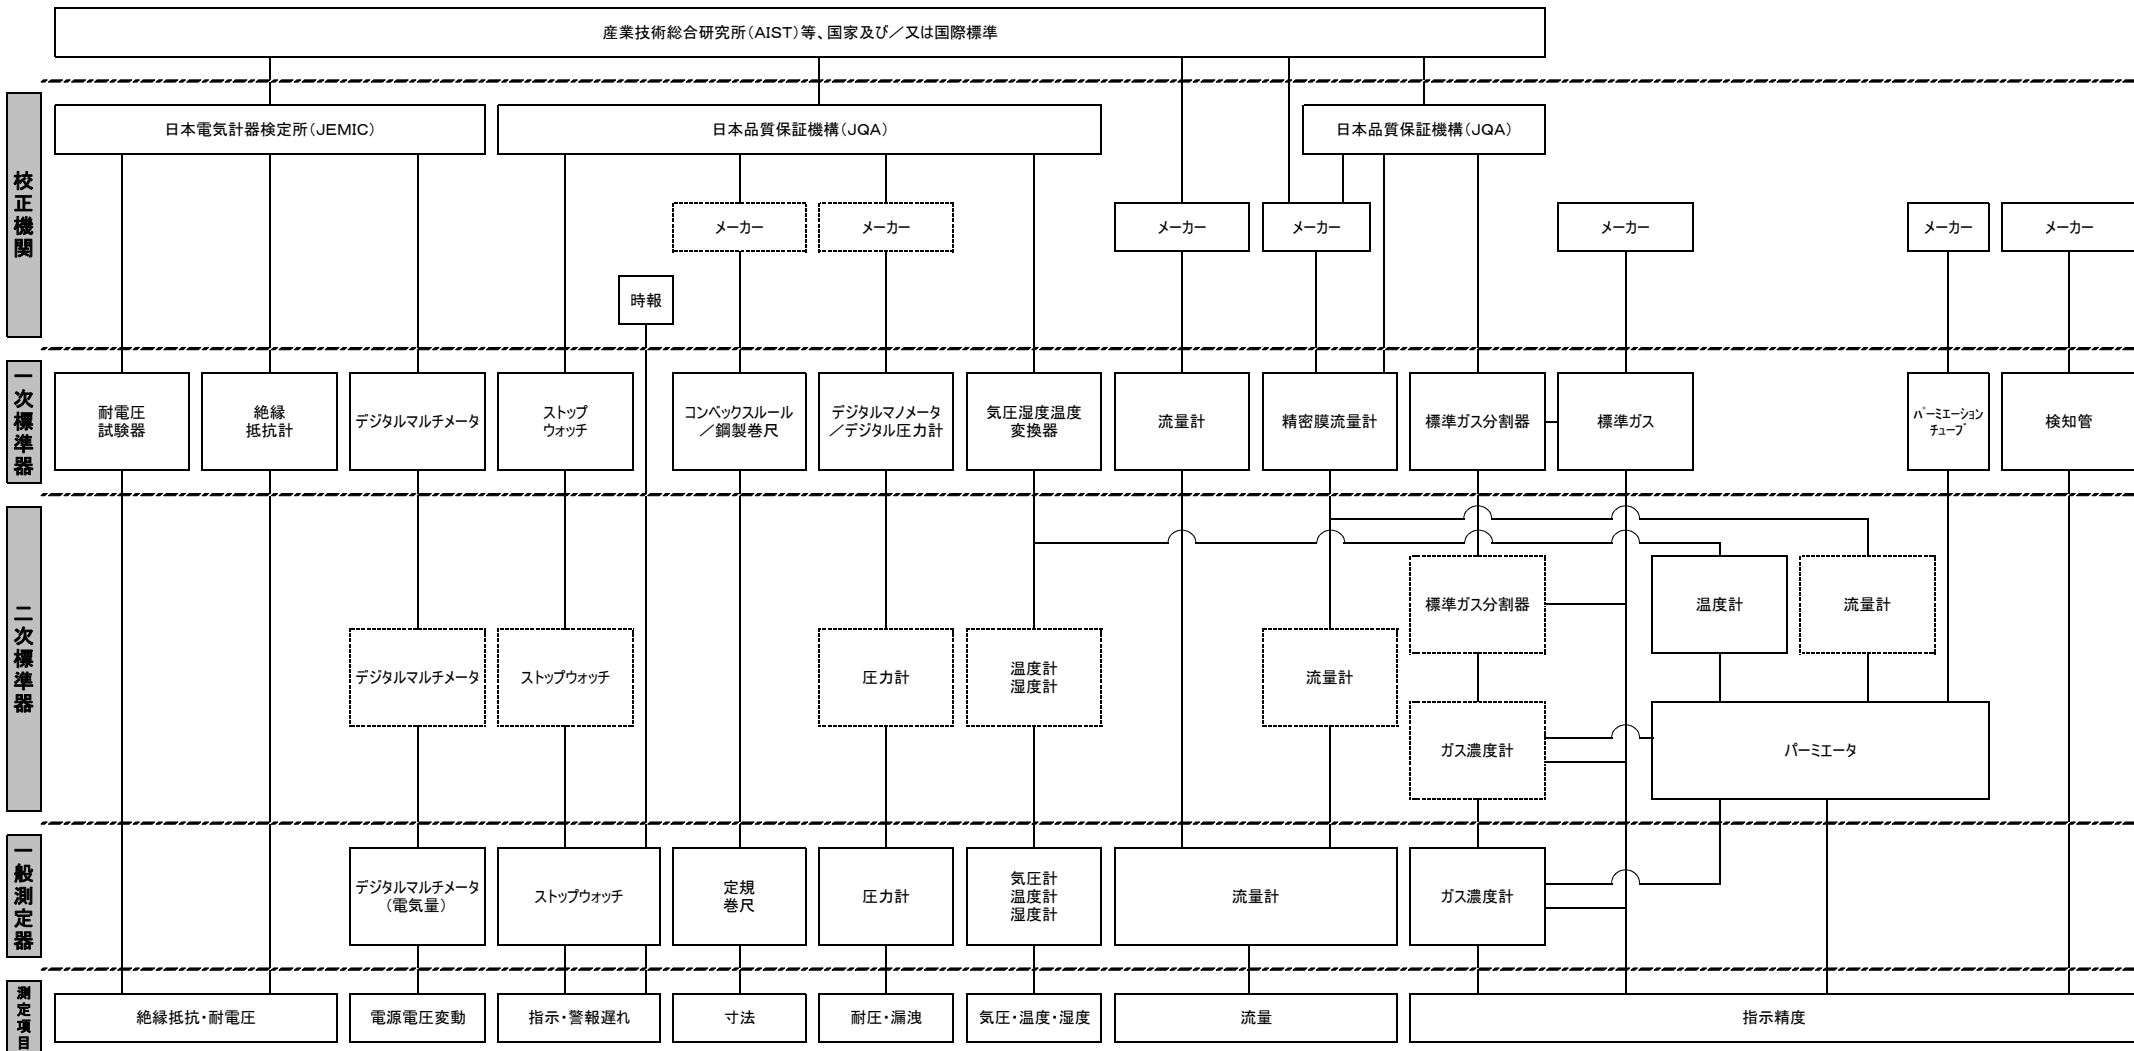 産業技術総合研究所(AIST)等、国家及び／又は国際標準
校正機関
日本電気計器検定所(JEMIC)
日本品質保証機構(JQA)
日本品質保証機構(JQA)
メーカー
メーカー
メーカー
メーカー
メーカー
メーカー
メーカー
時報
一次標準器
耐電圧
試験器
絶縁
抵抗計
デジタルマルチメータ
ストップ
ウォッチ
コンベックスルール
／鋼製巻尺
デジタルマノメータ
／デジタル圧力計
気圧湿度温度
変換器
流量計
精密膜流量計
標準ガス分割器
標準ガス
パーミエーション
チューブ
検知管
二次標準器
標準ガス分割器
温度計
流量計
デジタルマルチメータ
ストップウォッチ
圧力計
温度計
湿度計
流量計
ガス濃度計
パーミエータ
一般測定器
デジタルマルチメータ
(電気量)
ストップウォッチ
定規
巻尺
圧力計
気圧計
温度計
湿度計
流量計
ガス濃度計
測定項目
絶縁抵抗・耐電圧
電源電圧変動
指示・警報遅れ
寸法
耐圧・漏洩
気圧・温度・湿度
流量
指示精度